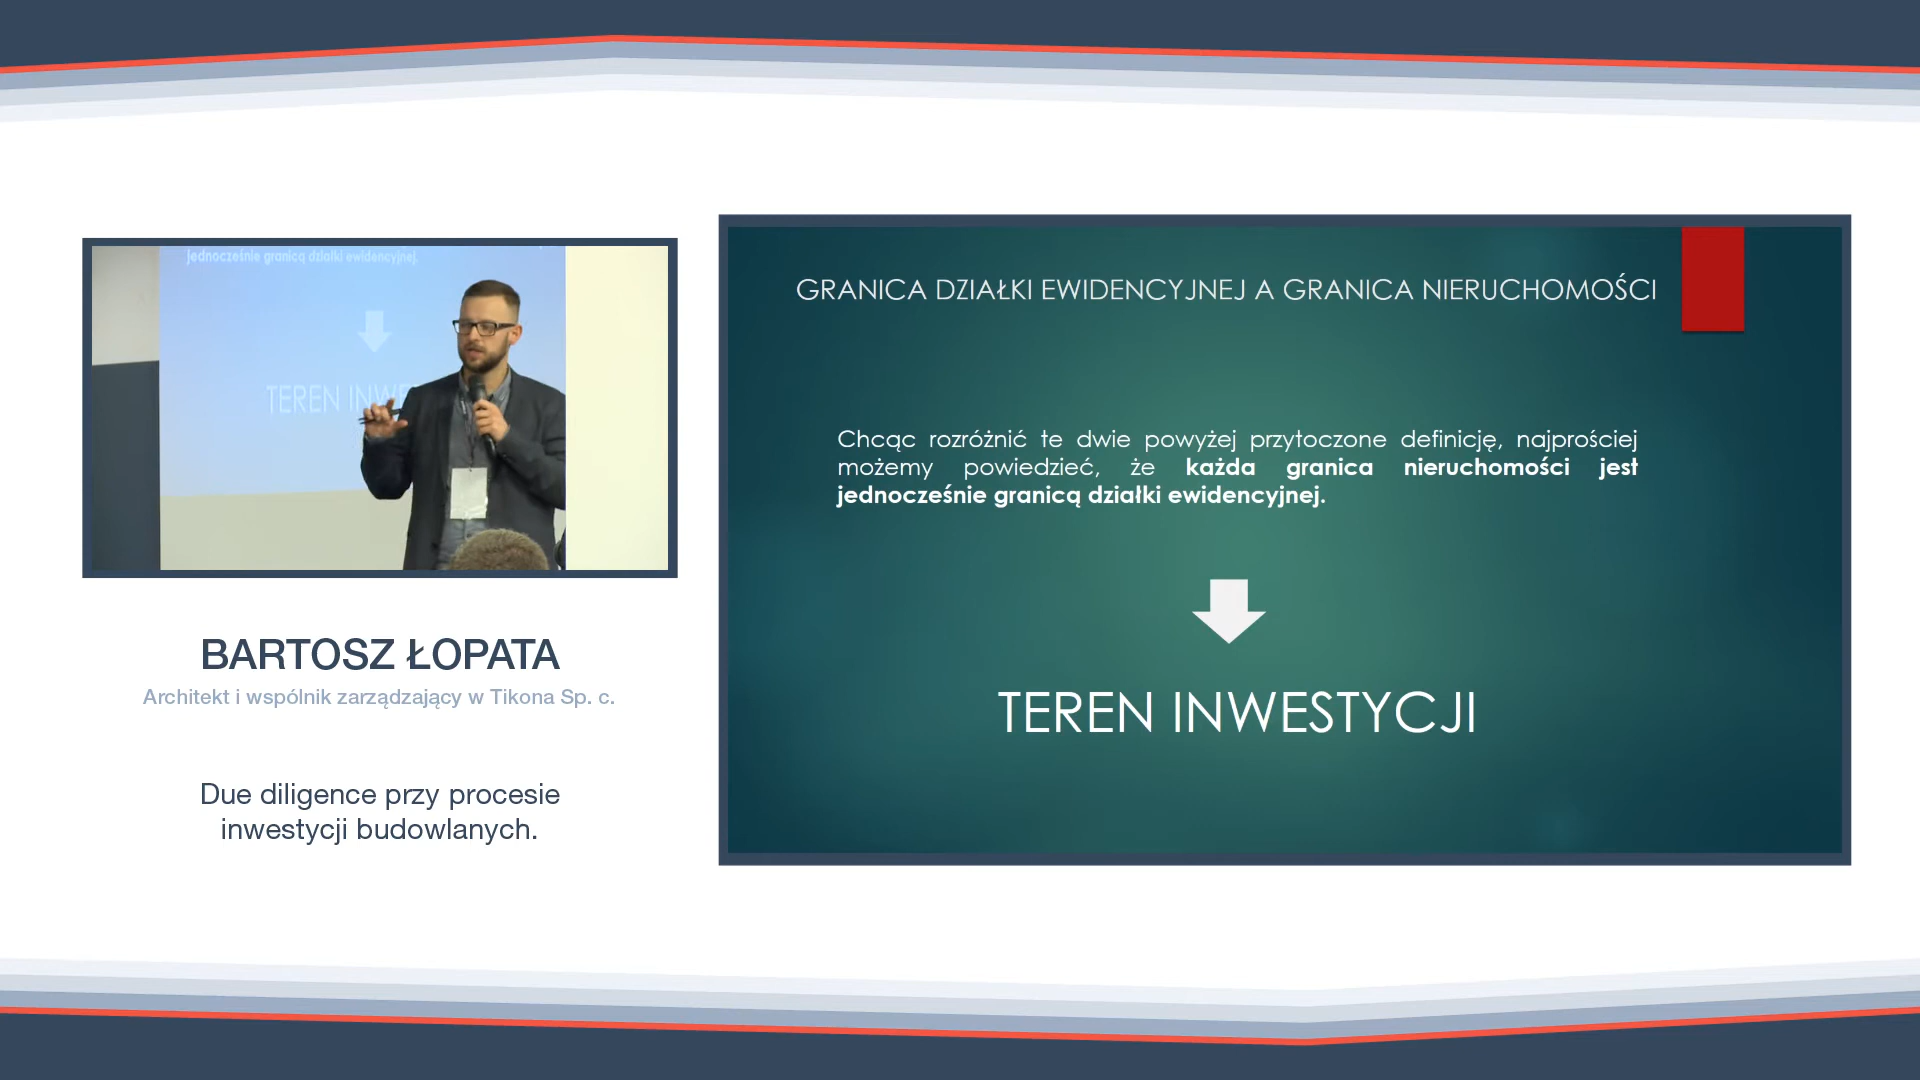 jednocześnie granicą działki ewidencyjnej.
TEREN INWE
BARTOSZ ŁOPATA
Architekt i wspólnik zarządzający w Tikona Sp. c.
Due diligence przy procesie
inwestycji budowlanych.
GRANICA DZIAŁKI EWIDENCYJNEJ A GRANICA NIERUCHOMOŚCI
Chcąc rozróżnić te dwie powyżej przytoczone definicję, najprościej
możemy powiedzieć, że każda granica nieruchomości jest
jednocześnie granicą działki ewidencyjnej.
TEREN INWESTYCJI